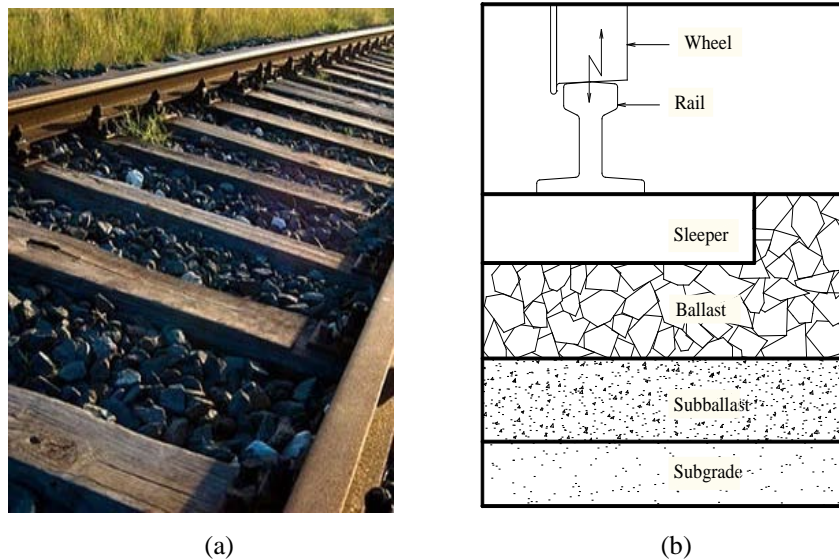 Wheel
Rail
Sleeper
Ballast
Subballast
Subgrade
(a)
(b)